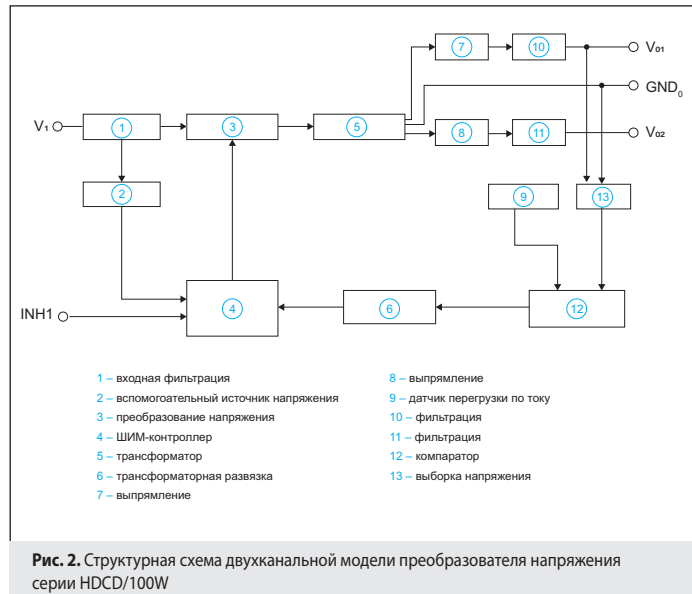 7
10
V₀₁
GND₀
V₁
1
3
5
8
11
V₀₂
2
9
13
INH1
4
6
12
1 – входная фильтрация
2 – вспомогоательный источник напряжения
3 – преобразование напряжения
4 – ШИМ-контроллер
5 – трансформатор
6 – трансформаторная развязка
7 – выпрямление
8 – выпрямление
9 – датчик перегрузки по току
10 – фильтрация
11 – фильтрация
12 – компаратор
13 – выборка напряжения
Рис. 2. Структурная схема двухканальной модели преобразователя напряжения
серии HDCD/100W